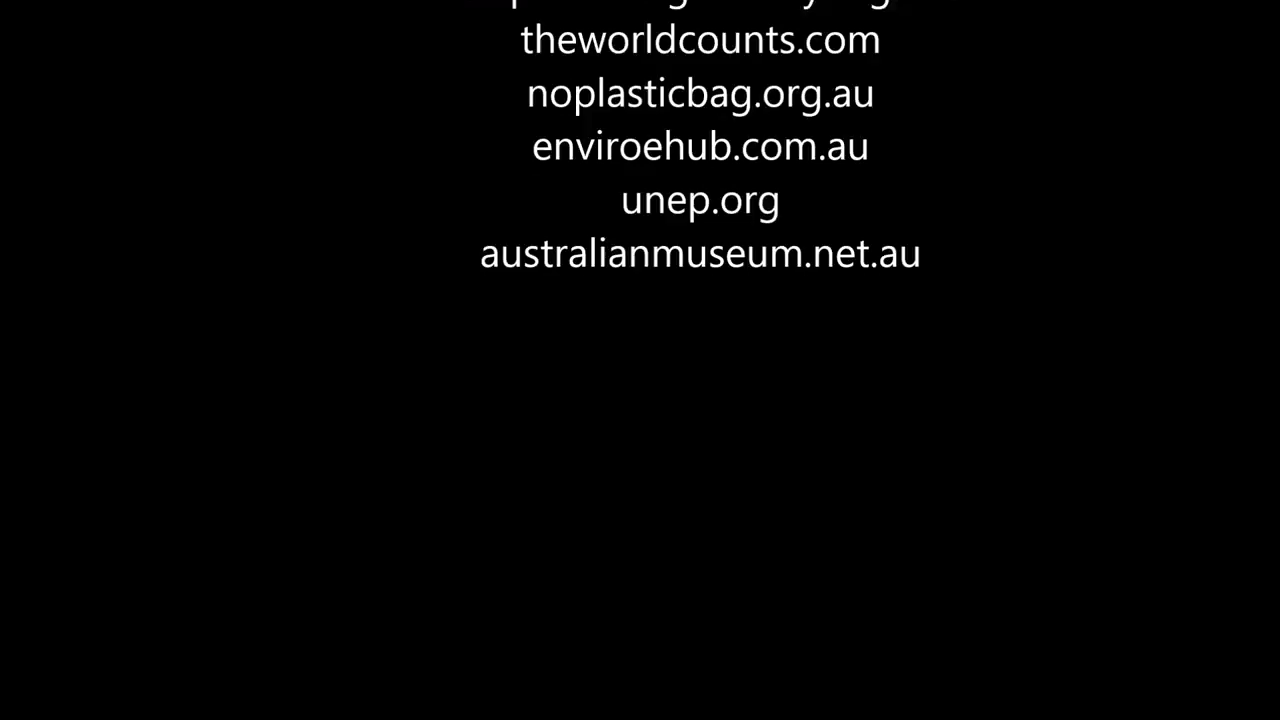 theworldcounts.com
noplasticbag.org.au
enviroehub.com.au
unep.org
australianmuseum.net.au